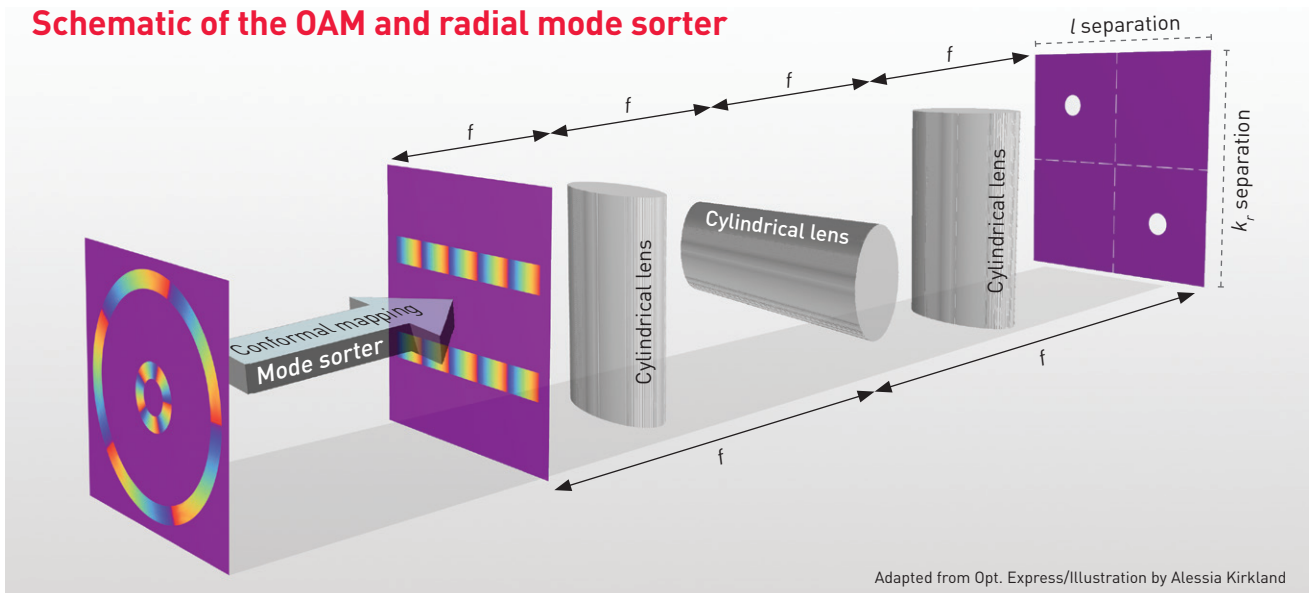 Schematic of the OAM and radial mode sorter
l separation
f
f
f
f
kr separation
Cylindrical lens
Cylindrical lens
Cylindrical lens
Conformal mapping
Mode sorter
f
f
Adapted from Opt. Express/Illustration by Alessia Kirkland